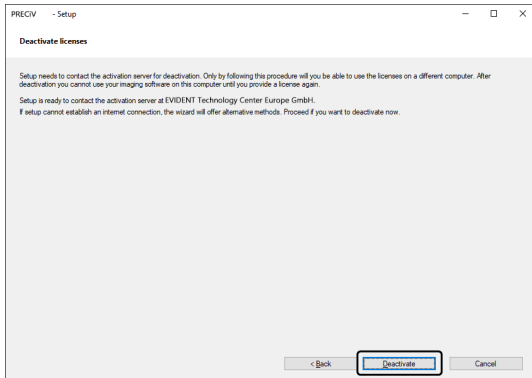 PRECiV - Setup
Deactivate licenses
Setup needs to contact the activation server for deactivation. Only by following this procedure will you be able to use the licenses on a different computer. After
deactivation you cannot use your imaging software on this computer until you provide a license again.
Setup is ready to contact the activation server at EVIDENT Technology Center Europe GmbH.
If setup cannot establish an internet connection, the wizard will offer alternative methods. Proceed if you want to deactivate now.
< Back Deactivate Cancel